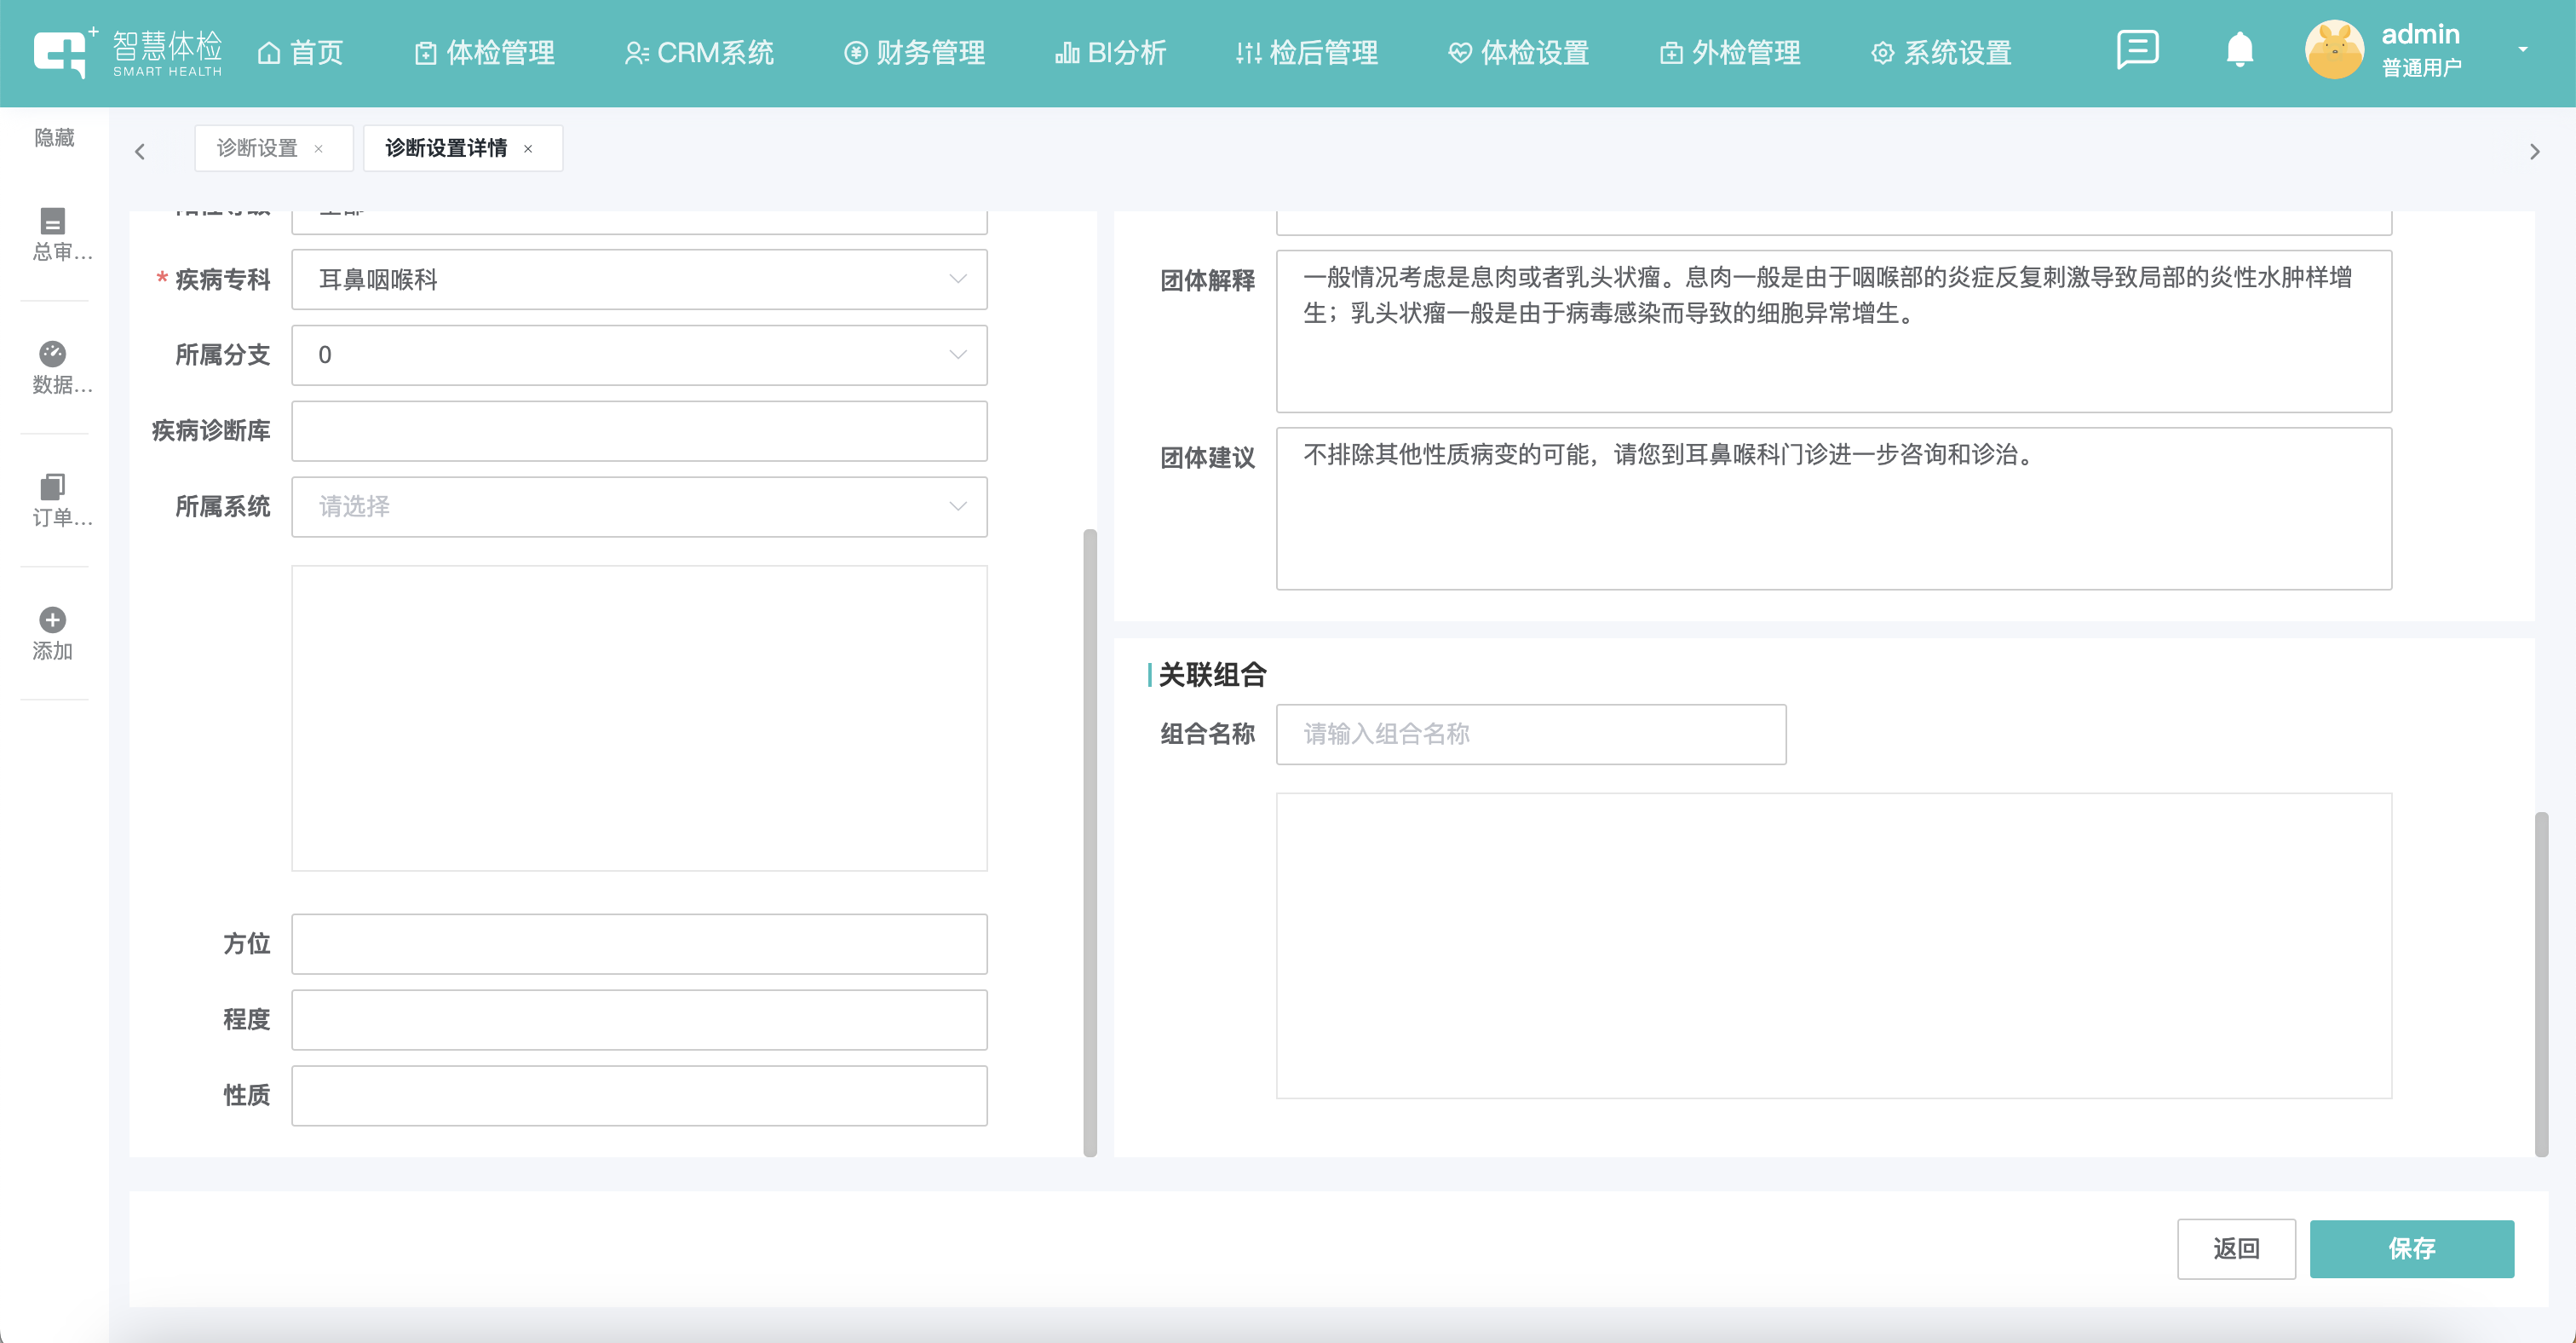 智慧体检
SMART HEALTH
首页
体检管理
CRM系统
财务管理
BI分析
检后管理
体检设置
外检管理
系统设置
admin
普通用户
隐藏
总审...
数据...
订单...
添加
诊断设置 ×
诊断设置详情 ×
* 疾病专科 耳鼻咽喉科
所属分支 0
疾病诊断库
所属系统 请选择
方位
程度
性质
团体解释
一般情况考虑是息肉或者乳头状瘤。息肉一般是由于咽喉部的炎症反复刺激导致局部的炎性水肿样增
生；乳头状瘤一般是由于病毒感染而导致的细胞异常增生。
团体建议
不排除其他性质病变的可能，请您到耳鼻喉科门诊进一步咨询和诊治。
关联组合
组合名称 请输入组合名称
返回
保存